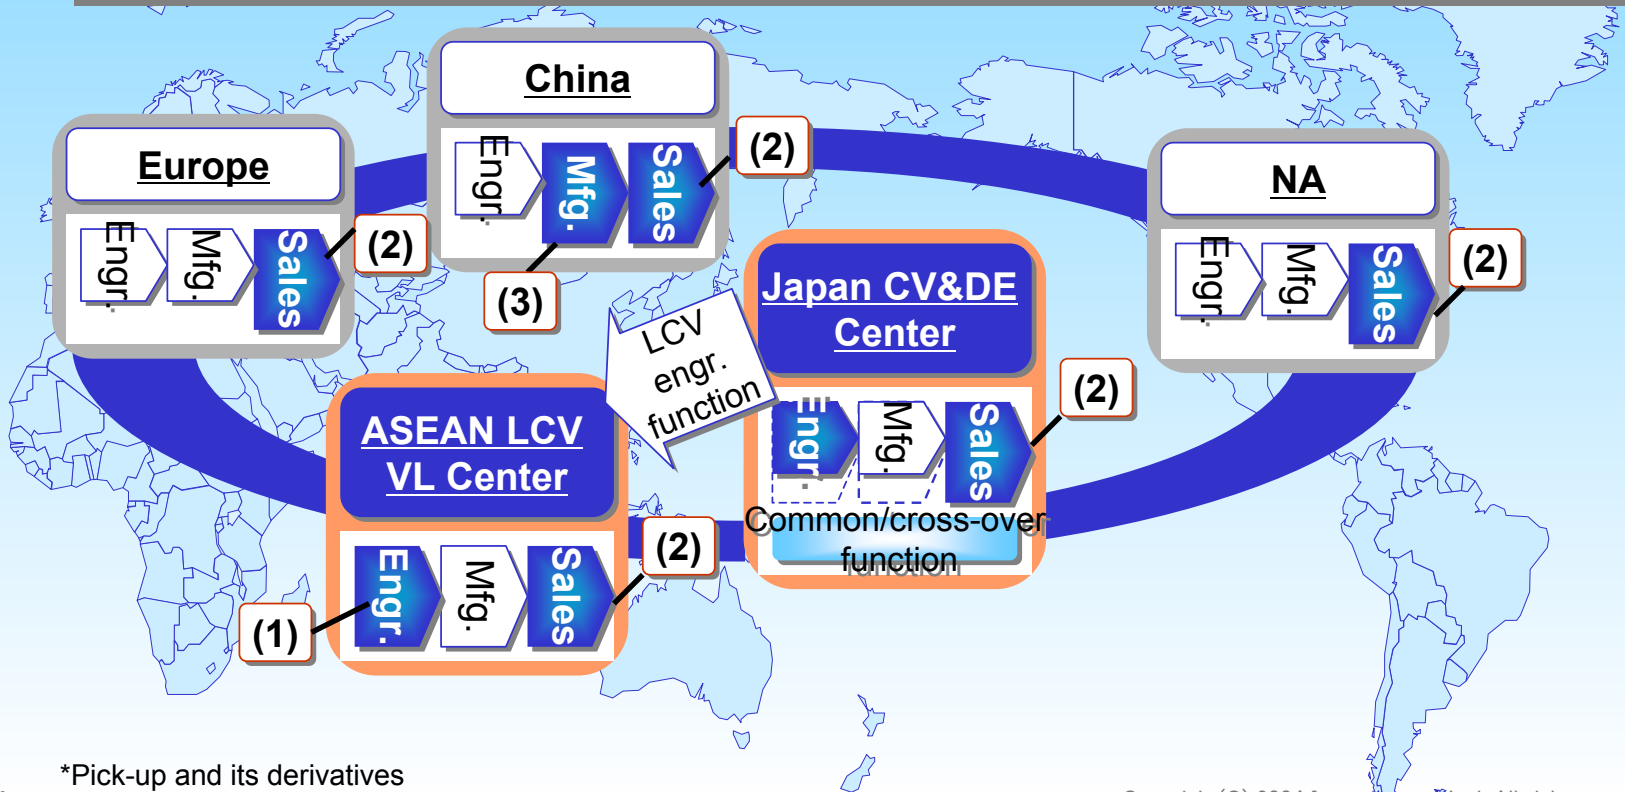 China
Engr.
Mfg.
Sales
(2)
(3)
Europe
Engr.
Mfg.
Sales
(2)
NA
Engr.
Mfg.
Sales
(2)
LCV
engr.
function
Japan CV&DE
Center
Engr.
Mfg.
Sales
(2)
Common/cross-over
function
ASEAN LCV
VL Center
Engr.
Mfg.
Sales
(2)
(1)
*Pick-up and its derivatives